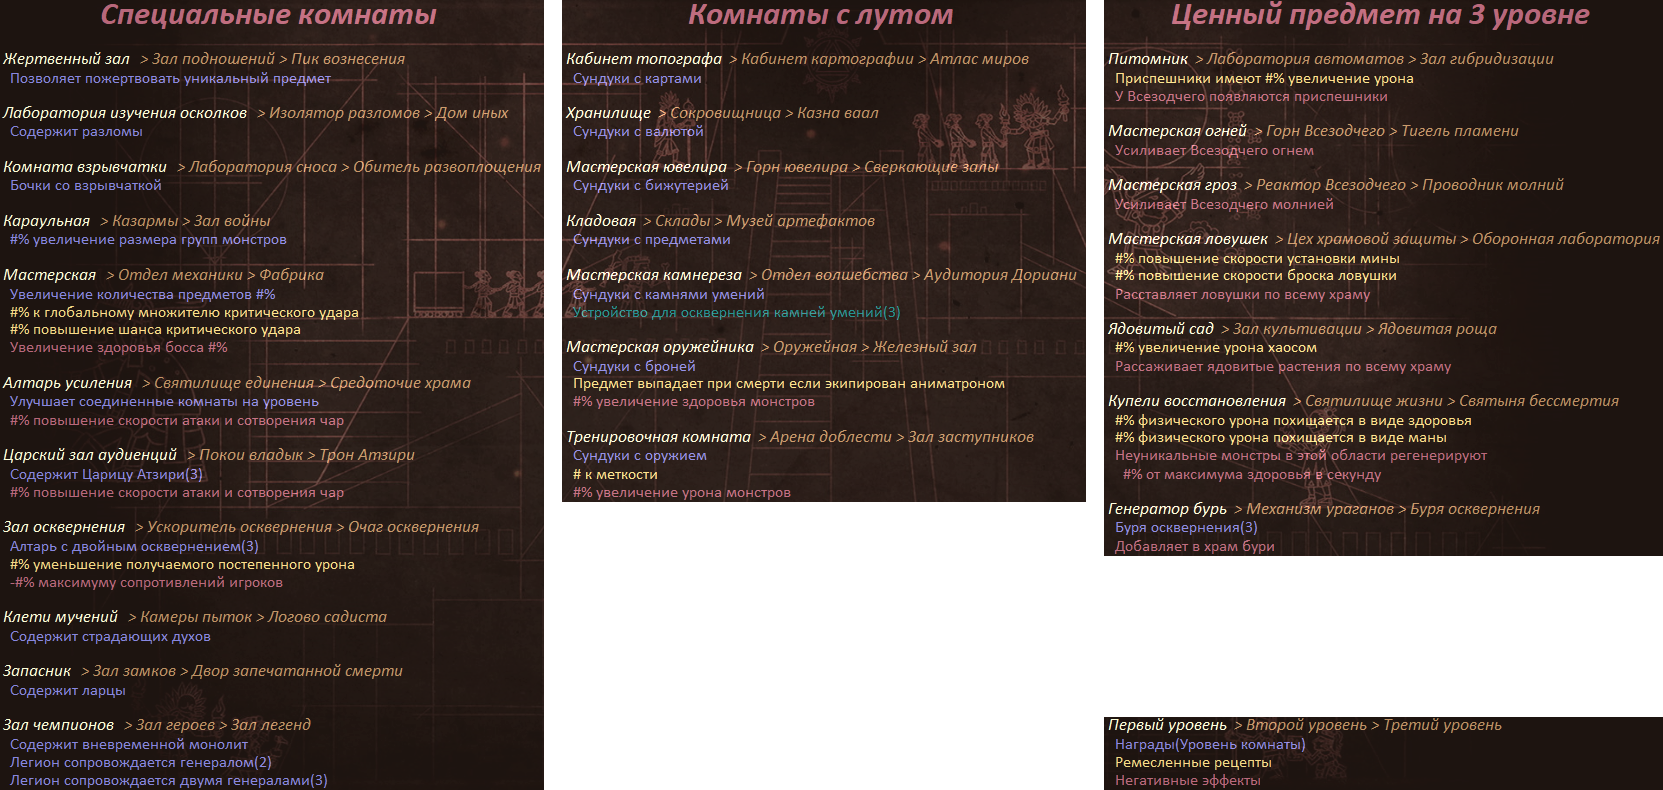 Специальные комнаты
Жертвенный зал > Зал подношений > Пик вознесения
Позволяет пожертвовать уникальный предмет
Лаборатория изучения осколков > Изолятор разломов > Дом иных
Содержит разломы
Комната взрывчатки > Лаборатория сноса > Обитель развоплощения
Бочки со взрывчаткой
Караульная > Казармы > Зал войны
#% увеличение размера групп монстров
Мастерская > Отдел механики > Фабрика
Увеличение количества предметов #%
#% к глобальному множителю критического удара
#% повышение шанса критического удара
Увеличение здоровья босса #%
Алтарь усиления > Святилище единения > Средоточие храма
Улучшает соединенные комнаты на уровень
#% повышение скорости атаки и сотворения чар
Царский зал аудиенций > Покои владык > Трон Атзири
Содержит Царицу Атзири(3)
#% повышение скорости атаки и сотворения чар
Зал осквернения > Ускоритель осквернения > Очаг осквернения
Алтарь с двойным осквернением(3)
#% уменьшение получаемого постепенного урона
-#% максимуму сопротивлений игроков
Клети мучений > Камеры пыток > Логово садиста
Содержит страдающих духов
Запасник > Зал замков > Двор запечатанной смерти
Содержит ларцы
Зал чемпионов > Зал героев > Зал легенд
Содержит вневременной монолит
Легион сопровождается генералом(2)
Легион сопровождается двумя генералами(3)
Комнаты с лутом
Кабинет топографа > Кабинет картографии > Атлас миров
Сундуки с картами
Хранилище > Сокровищница > Казна ваал
Сундуки с валютой
Мастерская ювелира > Горн ювелира > Сверкающие залы
Сундуки с бижутерией
Кладовая > Склады > Музей артефактов
Сундуки с предметами
Мастерская камнереза > Отдел волшебства > Аудитория Дориани
Сундуки с камнями умений
Устройство для осквернения камней умений(3)
Мастерская оружейника > Оружейная > Железный зал
Сундуки с броней
Предмет выпадает при смерти если экипирован аниматроном
#% увеличение здоровья монстров
Тренировочная комната > Арена доблести > Зал заступников
Сундуки с оружием
# к меткости
#% увеличение урона монстров
Ценный предмет на 3 уровне
Питомник > Лаборатория автоматов > Зал гибридизации
Приспешники имеют #% увеличение урона
У Всезодчего появляются приспешники
Мастерская огней > Горн Всезодчего > Тигель пламени
Усиливает Всезодчего огнем
Мастерская гроз > Реактор Всезодчего > Проводник молний
Усиливает Всезодчего молнией
Мастерская ловушек > Цех храмовой защиты > Оборонная лаборатория
#% повышение скорости установки мины
#% повышение скорости броска ловушки
Расставляет ловушки по всему храму
Ядовитый сад > Зал культивации > Ядовитая роща
#% увеличение урона хаосом
Рассаживает ядовитые растения по всему храму
Купели восстановления > Святилище жизни > Святыня бессмертия
#% физического урона похищается в виде здоровья
#% физического урона похищается в виде маны
Неуникальные монстры в этой области регенерируют
#% от максимума здоровья в секунду
Генератор бурь > Механизм ураганов > Буря осквернения
Буря осквернения(3)
Добавляет в храм бури
Первый уровень > Второй уровень > Третий уровень
Награды(Уровень комнаты)
Ремесленные рецепты
Негативные эффекты